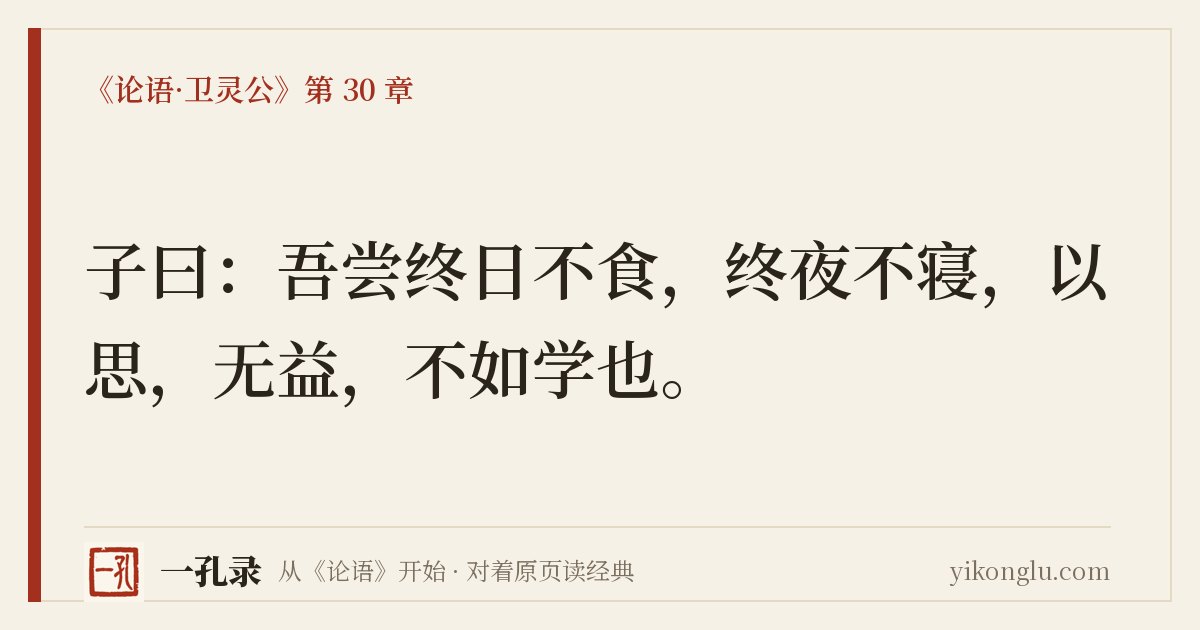 《论语·卫灵公》第 30 章
子曰：吾尝终日不食，终夜不寝，以
思，无益，不如学也。
一孔 一孔录 从《论语》开始 · 对着原页读经典 yikonglu.com